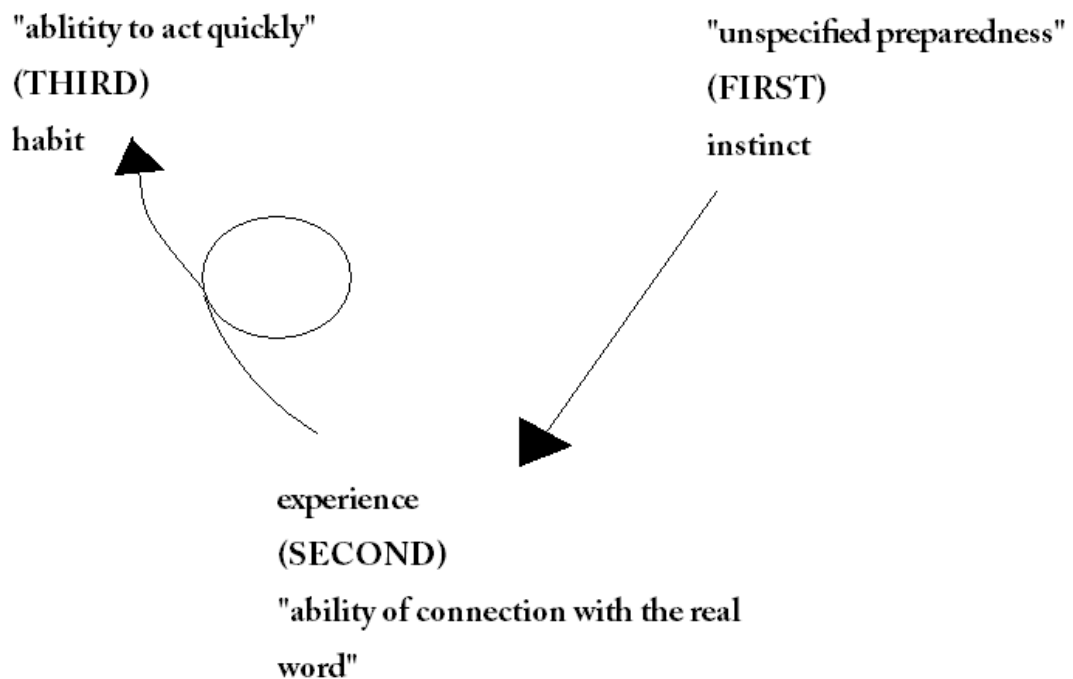 "ablitity to act quickly"
(THIRD)
habit
"unspecified preparedness"
(FIRST)
instinct
experience
(SECOND)
"ability of connection with the real
word"